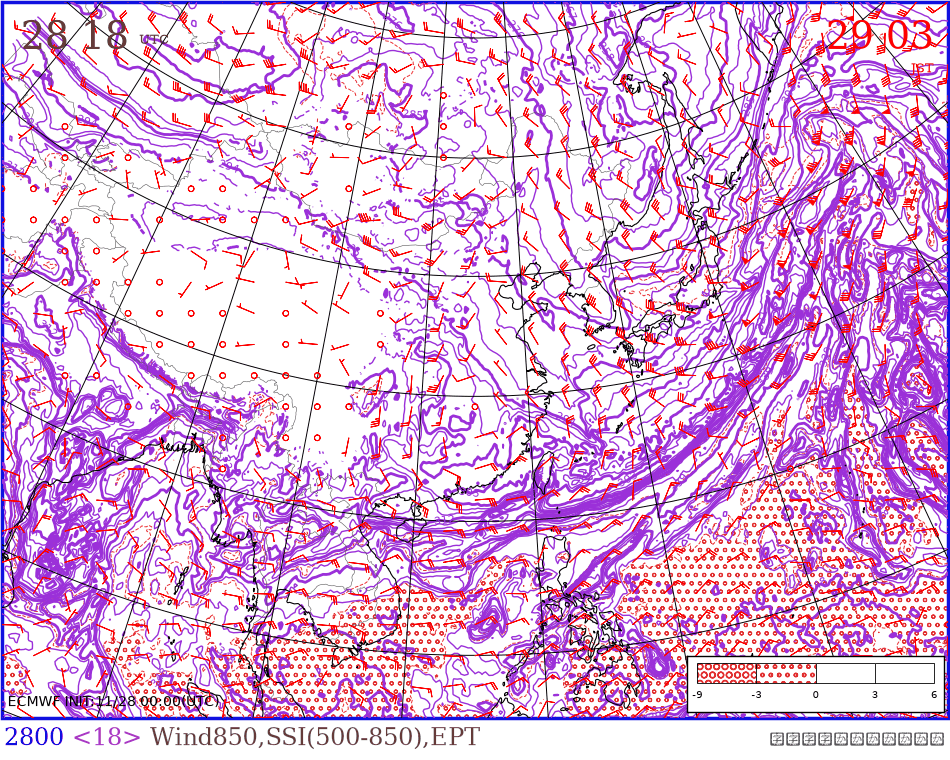 28 18 UTC 29 03
JST
-9 -3 0 3 6
ECMWF INIT:11/28 00:00(UTC)
2800 <18> Wind850,SSI(500-850),EPT